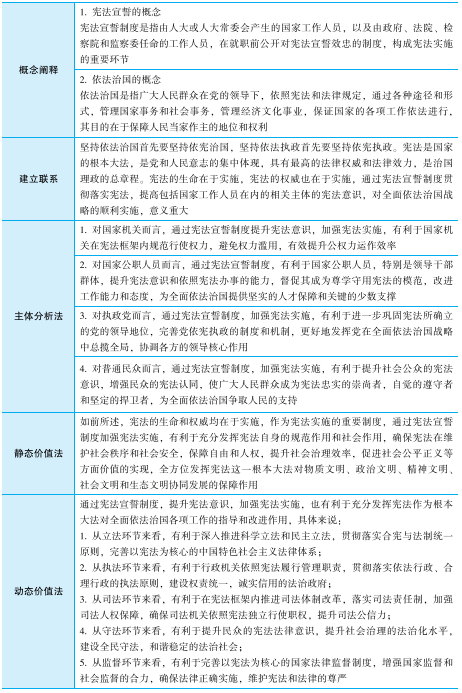 概念阐释
1. 宪法宣誓的概念
宪法宣誓制度是指由人大或人大常委会产生的国家工作人员，以及由政府、法院、检
察院和监察委任命的工作人员，在就职前公开对宪法宣誓效忠的制度，构成宪法实施
的重要环节
2. 依法治国的概念
依法治国是指广大人民群众在党的领导下，依照宪法和法律规定，通过各种途径和形
式，管理国家事务和社会事务，管理经济文化事业，保证国家的各项工作依法进行，
其目的在于保障人民当家作主的地位和权利
建立联系
坚持依法治国首先要坚持依宪治国，坚持依法执政首先要坚持依宪执政。宪法是国家
的根本大法，是党和人民意志的集中体现，具有最高的法律权威和法律效力，是治国
理政的总章程。宪法的生命在于实施，宪法的权威也在于实施，通过宪法宣誓制度贯
彻落实宪法，提高包括国家工作人员在内的相关主体的宪法意识，对全面依法治国战
略的顺利实施，意义重大
主体分析法
1. 对国家机关而言，通过宪法宣誓制度提升宪法意识，加强宪法实施，有利于国家机
关在宪法框架内规范行使权力，避免权力滥用，有效提升公权力运作效率
2. 对国家公职人员而言，通过宪法宣誓制度，有利于国家公职人员，特别是领导干部
群体，提升宪法意识和依照宪法办事的能力，督促其成为尊学守用宪法的模范，改进
工作能力和态度，为全面依法治国提供坚实的人才保障和关键的少数支撑
3. 对执政党而言，通过宪法宣誓制度，加强宪法实施，有利于进一步巩固宪法所确立
的党的领导地位，完善党依宪执政的制度和机制，更好地发挥党在全面依法治国战略
中总揽全局，协调各方的领导核心作用
4. 对普通民众而言，通过宪法宣誓制度，加强宪法实施，有利于提升社会公众的宪法
意识，增强民众的宪法认同，使广大人民群众成为宪法忠实的崇尚者，自觉的遵守者
和坚定的捍卫者，为全面依法治国争取人民的支持
静态价值法
如前所述，宪法的生命和权威均在于实施，作为宪法实施的重要制度，通过宪法宣誓
制度加强宪法实施，有利于充分发挥宪法自身的规范作用和社会作用，确保宪法在维
护社会秩序和社会安全，保障自由和人权，提升社会治理效率，促进社会公平正义等
方面价值的实现，全方位发挥宪法这一根本大法对物质文明、政治文明、精神文明、
社会文明和生态文明协同发展的保障作用
动态价值法
通过宪法宣誓制度，提升宪法意识，加强宪法实施，也有利于充分发挥宪法作为根本
大法对全面依法治国各项工作的指导和改进作用，具体来说；
1. 从立法环节来看，有利于深入推进科学立法和民主立法，贯彻落实合宪与法制统一
原则，完善以宪法为核心的中国特色社会主义法律体系；
2. 从执法环节来看，有利于行政机关依照宪法履行管理职责，贯彻落实依法行政、合
理行政的执法原则，建设权责统一，诚实信用的法治政府；
3. 从司法环节来看，有利于在宪法框架内推进司法体制改革，落实司法责任制，加强
司法人权保障，确保司法机关依照宪法独立行使职权，提升司法公信力；
4. 从守法环节来看，有利于提升民众的宪法法律意识，提升社会治理的法治化水平，
建设全民守法，和谐稳定的法治社会；
5. 从监督环节来看，有利于完善以宪法为核心的国家法律监督制度，增强国家监督和
社会监督的合力，确保法律正确实施，维护宪法和法律的尊严